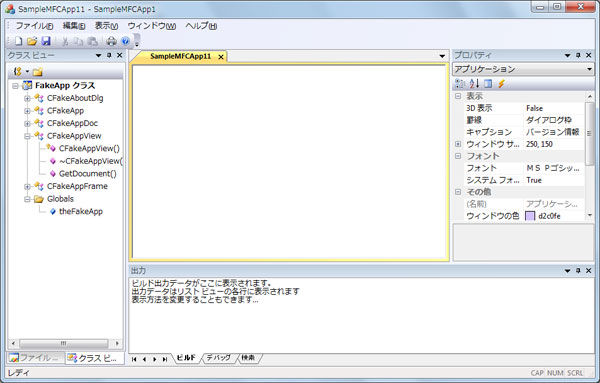 SampleMFCApp11 - SampleMFCApp1
ファイル(F) 編集(E) 表示(V) ウィンドウ(W) ヘルプ(H)
クラス ビュー
FakeApp クラス
CFakeAboutDlg
CFakeApp
CFakeAppDoc
CFakeAppView
CFakeAppView()
~CFakeAppView(
GetDocument()
CFakeAppFrame
Globals
theFakeApp
ファイル ...
クラス ビ...
SampleMFCApp11
プロパティ
アプリケーション
表示
3D 表示 False
罫線 ダイアログ枠
キャプション バージョン情報
ウィンドウ サ... 250, 150
フォント
フォント ＭＳ Ｐゴシッ...
システム フォ... True
その他
(名前) アプリケーシ...
ウィンドウの色 d2c0fe
出力
ビルド出力データがここに表示されます。
出力データはリスト ビューの各行に表示されます
表示方法を変更することもできます...
ビルド デバッグ 検索
レディ
CAP NUM SCRL